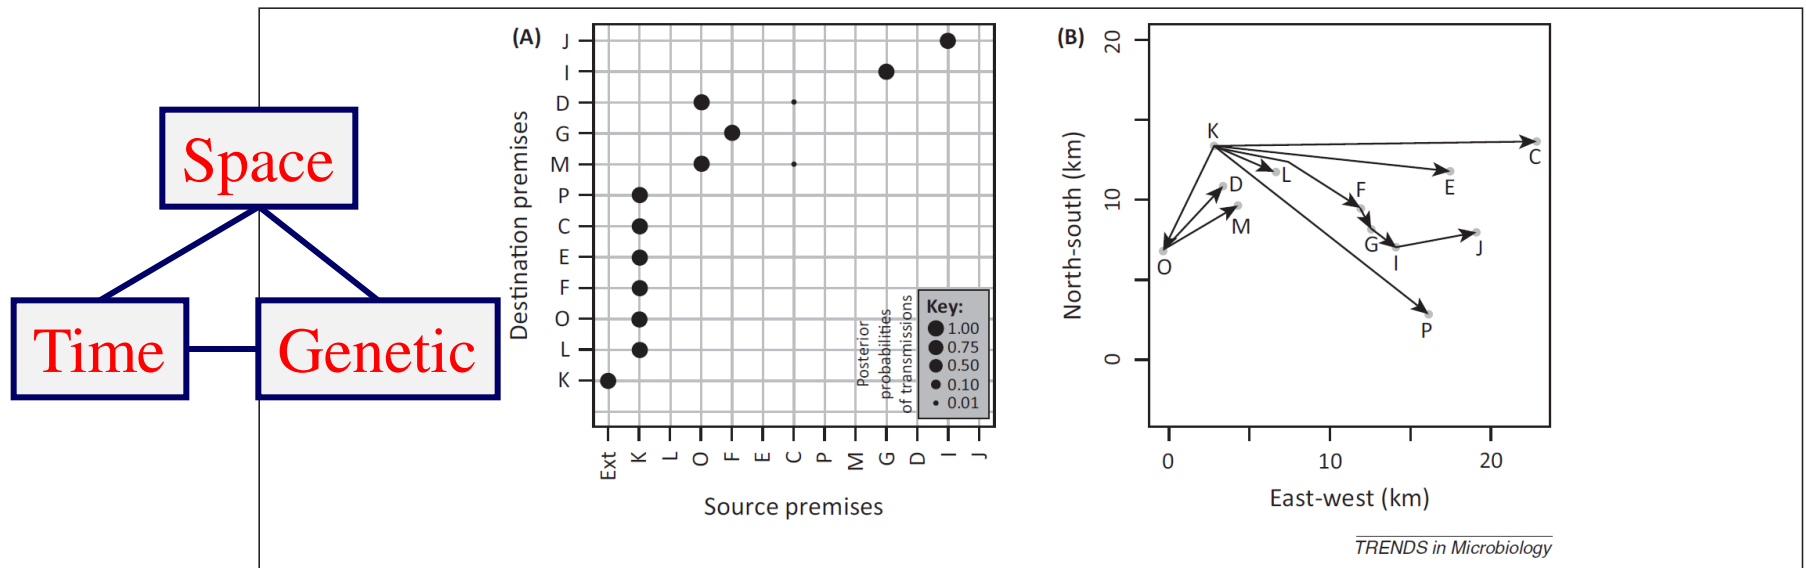 Space
Time
Genetic
(A)
Destination premises
J
I
D
G
M
P
C
E
F
O
L
K
Ext K L O F E C P M G D I J
Source premises
Posterior
probabilities
of transmissions
Key:
1.00
0.75
0.50
0.10
0.01
(B)
North-south (km)
20
10
0
K
C
L
E
D
F
M
G
J
O
I
P
0 10 20
East-west (km)
TRENDS in Microbiology